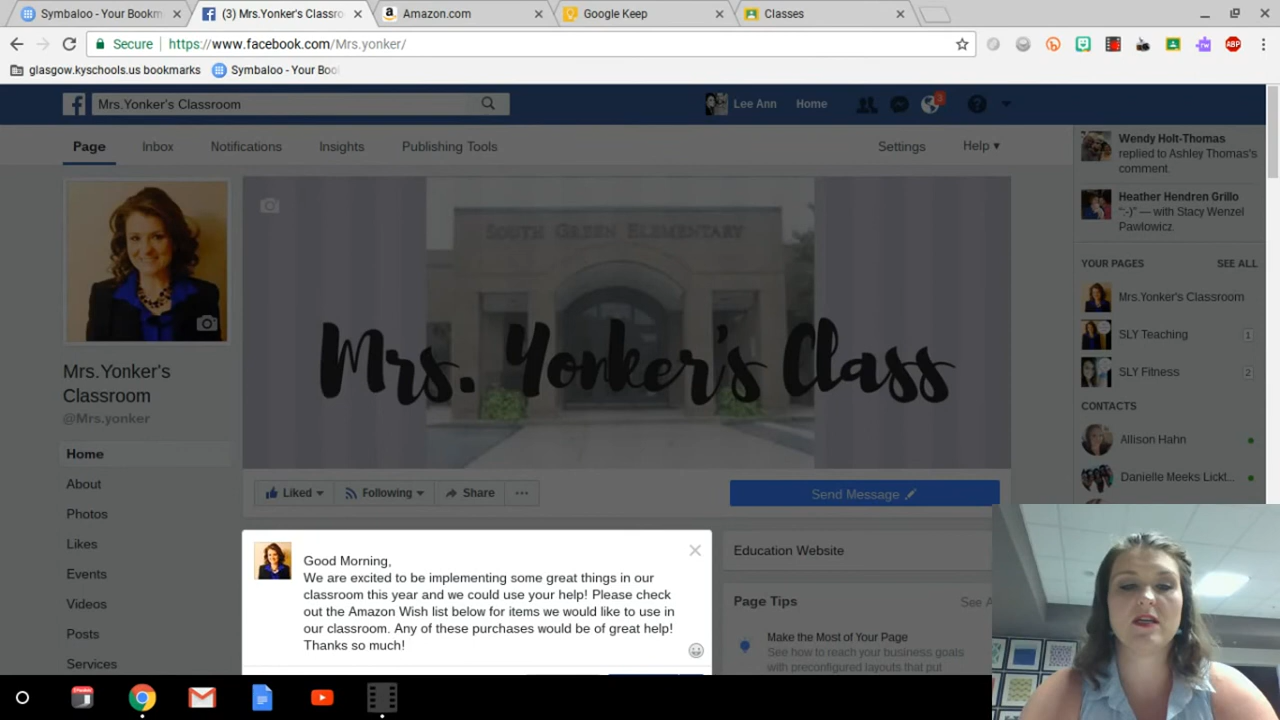 Symbaloo - Your Bookm
(3) Mrs.Yonker's Classro
Amazon.com
Google Keep
Classes
Secure
https://www.facebook.com/Mrs.yonker/
ABP
glasgow.kyschools.us bookmarks
Symbaloo - Your Boo
Mrs.Yonker's Classroom
Lee Ann
Home
3
Page
Inbox
Notifications
Insights
Publishing Tools
Settings
Help ▾
Wendy Holt-Thomas
replied to Ashley Thomas's
comment.
Heather Hendren Grillo
":-)" — with Stacy Wenzel
Pawlowicz.
SOUTH GREEN ELEMENTARY
Mrs. Yonker's Class
Mrs.Yonker's
Classroom
@Mrs.yonker
YOUR PAGES
SEE ALL
Mrs.Yonker's Classroom
SLY Teaching
1
SLY Fitness
2
CONTACTS
Allison Hahn
Danielle Meeks Lickt...
Home
About
Photos
Likes
Events
Videos
Posts
Services
Liked
Following
Share
...
Send Message
Good Morning,
We are excited to be implementing some great things in our
classroom this year and we could use your help! Please check
out the Amazon Wish list below for items we would like to use in
our classroom. Any of these purchases would be of great help!
Thanks so much!
Education Website
Page Tips
See A
Make the Most of Your Page
See how to reach your business goals
with preconfigured layouts that put